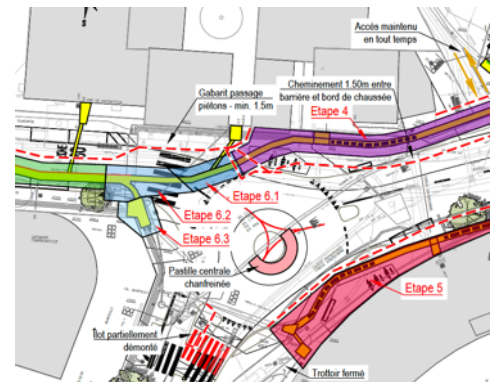 Accès maintenu
en tout temps
Gabarit passage
piétons - min. 1.5m
Cheminement 1.50m entre
barrière et bord de chaussée
Etape 4
Etape 6.1
Etape 6.2
Etape 6.3
Pastille centrale
chanfreinée
Etape 5
Îlot partiellement
démonté
Trottoir fermé